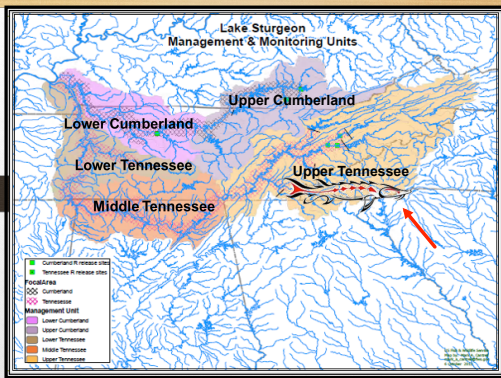 Lake Sturgeon
Management & Monitoring Units
Upper Cumberland
Lower Cumberland
Lower Tennessee
Upper Tennessee
Middle Tennessee
Cumberland R release sites
Tennessee R release sites
FocalArea
Cumberland
Tennessee
Management Unit
Lower Cumberland
Upper Cumberland
Lower Tennessee
Middle Tennessee
Upper Tennessee